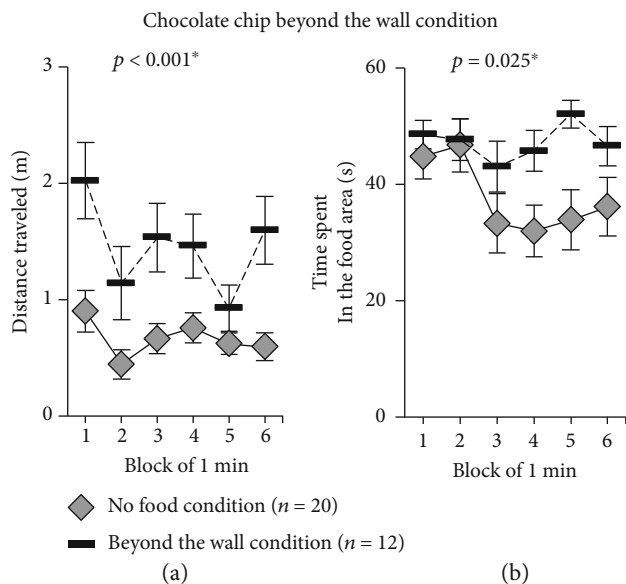 Chocolate chip beyond the wall condition
p < 0.001*
3
2
1
0
Distance traveled (m)
1 2 3 4 5 6
Block of 1 min
p = 0.025*
60
40
20
0
Time spent
In the food area (s)
1 2 3 4 5 6
Block of 1 min
No food condition (n = 20)
Beyond the wall condition (n = 12)
(a)
(b)